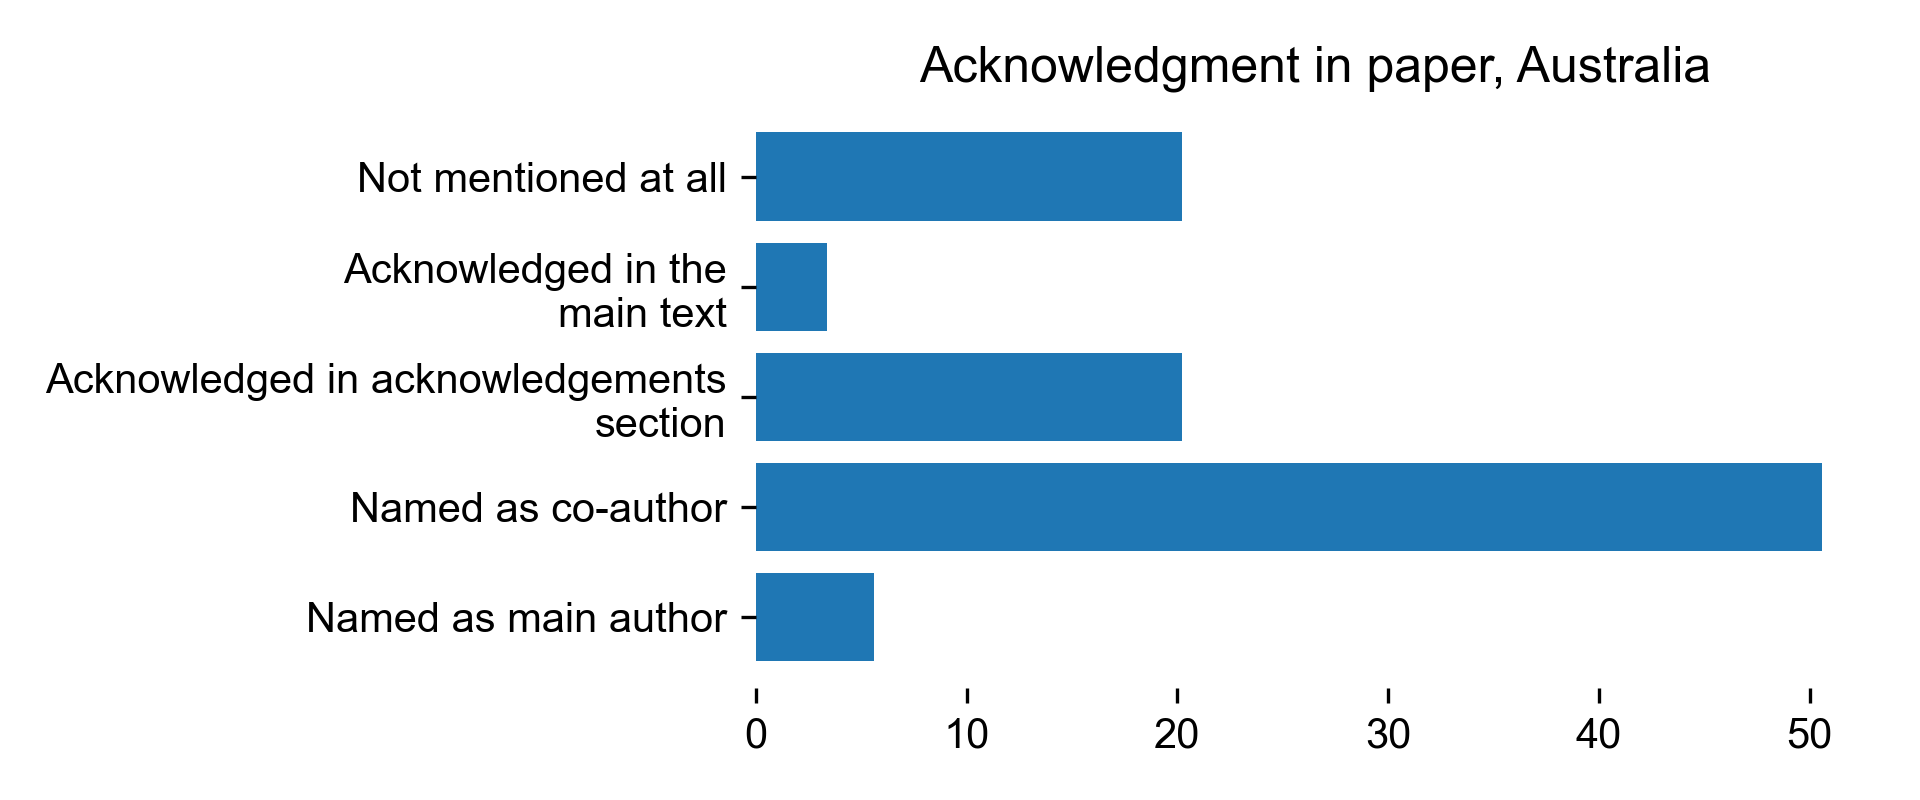 Acknowledgment in paper, Australia
Not mentioned at all
Acknowledged in the
main text
Acknowledged in acknowledgements
section
Named as co-author
Named as main author
0 10 20 30 40 50